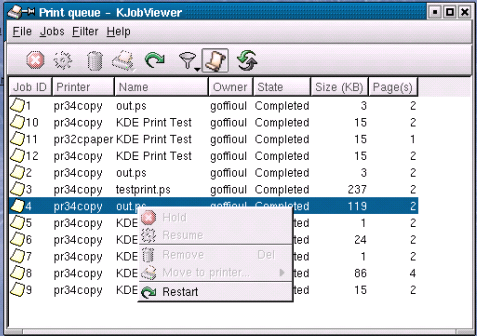 Print queue - KJobViewer
File Jobs Filter Help
Job ID Printer Name Owner State Size (KB) Page(s)
1 pr34copy out.ps goffioul Completed 3 2
10 pr34copy KDE Print Test goffioul Completed 15 2
11 pr32cpaper KDE Print Test goffioul Completed 15 1
12 pr34copy KDE Print Test goffioul Completed 15 2
2 pr34copy out.ps goffioul Completed 3 2
3 pr34copy testprint.ps goffioul Completed 237 2
4 pr34copy out.ps goffioul Completed 119 2
5 pr34copy KDE ted 1 2
6 pr34copy KDE ted 24 2
7 pr34copy KDE ted 1 2
8 pr34copy KDE ted 86 4
9 pr34copy KDE ted 15 2
Hold
Resume
Remove Del
Move to printer...
Restart